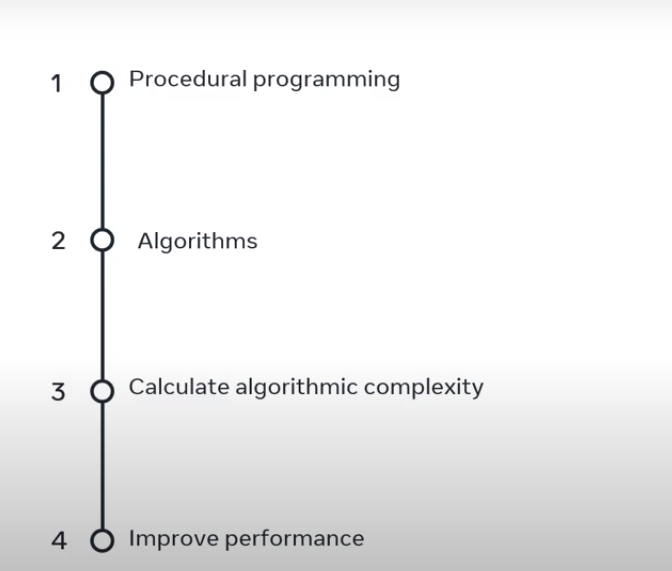 1 Procedural programming
2 Algorithms
3 Calculate algorithmic complexity
4 Improve performance